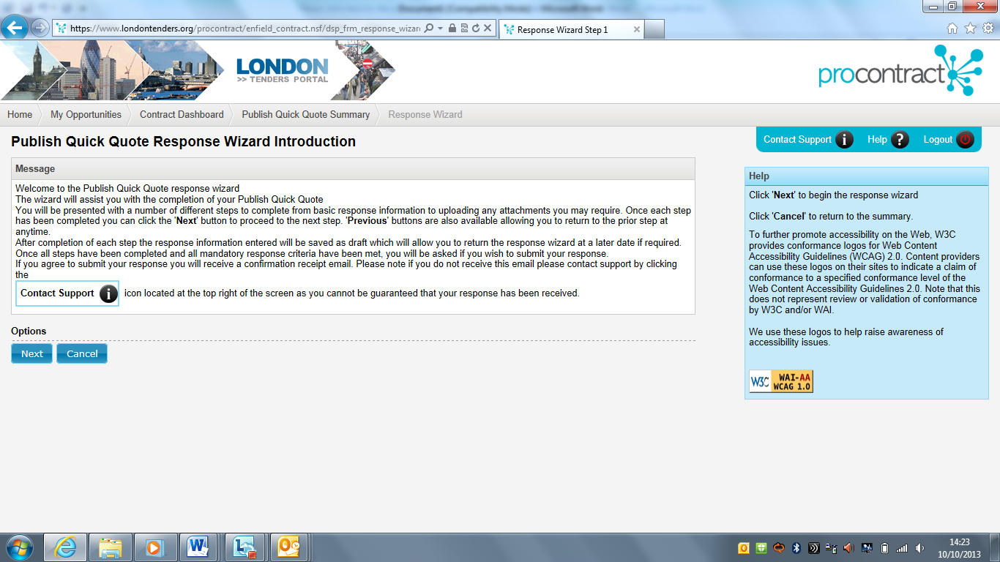 https://www.londontenders.org/procontract/enfield_contract.nsf/dsp_frm_response_wizar
Response Wizard Step 1
LONDON
>> TENDERS PORTAL
procontract
Home
My Opportunities
Contract Dashboard
Publish Quick Quote Summary
Response Wizard
Contact Support
Help
Logout
Publish Quick Quote Response Wizard Introduction
Message
Welcome to the Publish Quick Quote response wizard
The wizard will assist you with the completion of your Publish Quick Quote
You will be presented with a number of different steps to complete from basic response information to uploading any attachments you may require. Once each step
has been completed you can click the 'Next' button to proceed to the next step. 'Previous' buttons are also available allowing you to return to the prior step at
anytime.
After completion of each step the response information entered will be saved as draft which will allow you to return the response wizard at a later date if required.
Once all steps have been completed and all mandatory response criteria have been met, you will be asked if you wish to submit your response.
If you agree to submit your response you will receive a confirmation receipt email. Please note if you do not receive this email please contact support by clicking
the
Contact Support i icon located at the top right of the screen as you cannot be guaranteed that your response has been received.
Options
Next
Cancel
Help
Click 'Next' to begin the response wizard
Click 'Cancel' to return to the summary.
To further promote accessibility on the Web, W3C
provides conformance logos for Web Content
Accessibility Guidelines (WCAG) 2.0. Content providers
can use these logos on their sites to indicate a claim of
conformance to a specified conformance level of the
Web Content Accessibility Guidelines 2.0. Note that this
does not represent review or validation of conformance
by W3C and/or WAI.
We use these logos to help raise awareness of
accessibility issues.
W3C WAI-AA
WCAG 1.0
14:23
10/10/2013